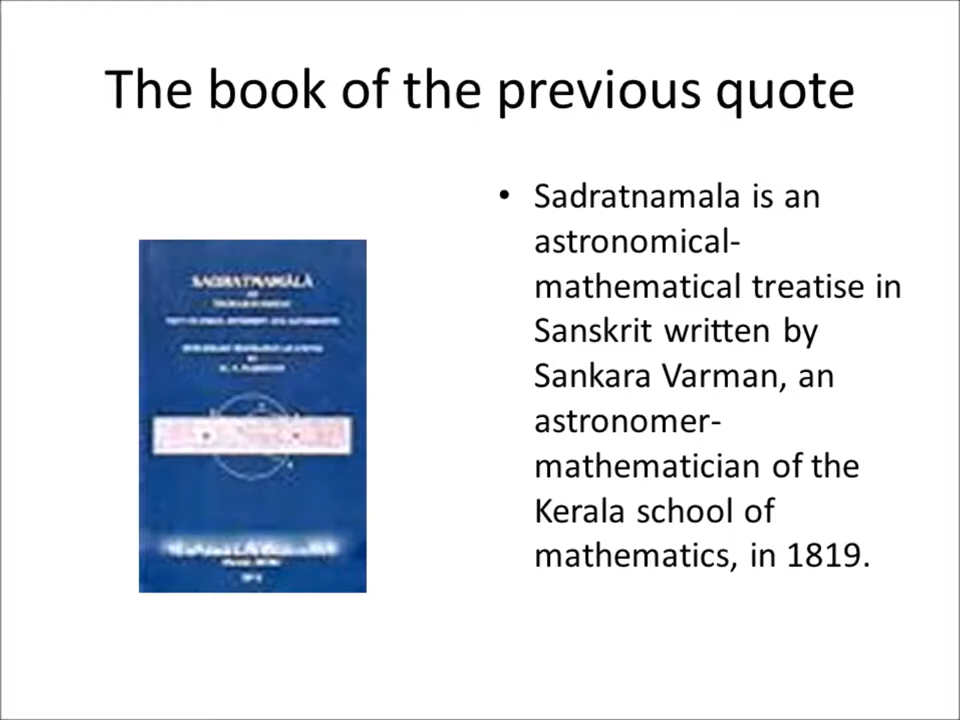 The book of the previous quote
• Sadratnamala is an
astronomical-
mathematical treatise in
Sanskrit written by
Sankara Varman, an
astronomer-
mathematician of the
Kerala school of
mathematics, in 1819.
SADRATNAMĀLĀ